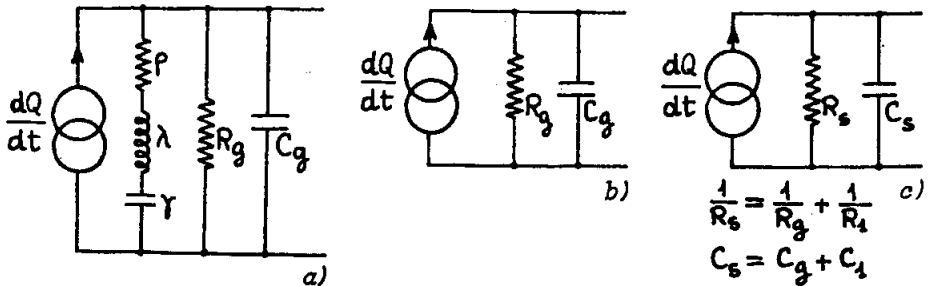 dQ
dt
ρ
λ
γ
Rg
Cg
a)
dQ
dt
Rg
Cg
b)
dQ
dt
Rs
Cs
c)
1/Rs = 1/Rg + 1/R1
Cs = Cg + C1